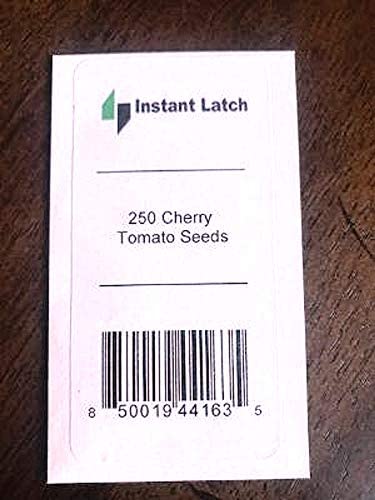 Instant Latch
250 Cherry
Tomato Seeds
8 50019 44163 5